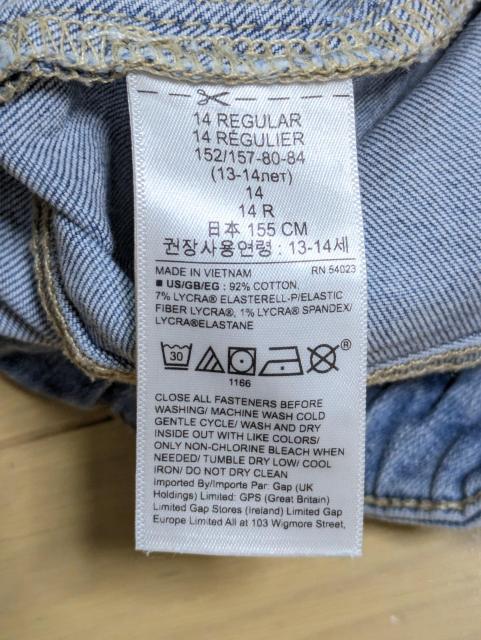 14 REGULAR
14 RÉGULIER
152/157-80-84
(13-14лет)
14
14 R
日本 155 CM
권장사용연령 : 13-14세
MADE IN VIETNAM RN 54023
■ US/GB/EG : 92% COTTON,
7% LYCRA® ELASTERELL-P/ELASTIC
FIBER LYCRA®, 1% LYCRA® SPANDEX/
LYCRA®ELASTANE
30 ®
1166
CLOSE ALL FASTENERS BEFORE
WASHING/ MACHINE WASH COLD
GENTLE CYCLE/ WASH AND DRY
INSIDE OUT WITH LIKE COLORS/
ONLY NON-CHLORINE BLEACH WHEN
NEEDED/ TUMBLE DRY LOW/ COOL
IRON/ DO NOT DRY CLEAN
Imported By/Importe Par: Gap (UK
Holdings) Limited: GPS (Great Britain)
Limited Gap Stores (Ireland) Limited Gap
Europe Limited All at 103 Wigmore Street,